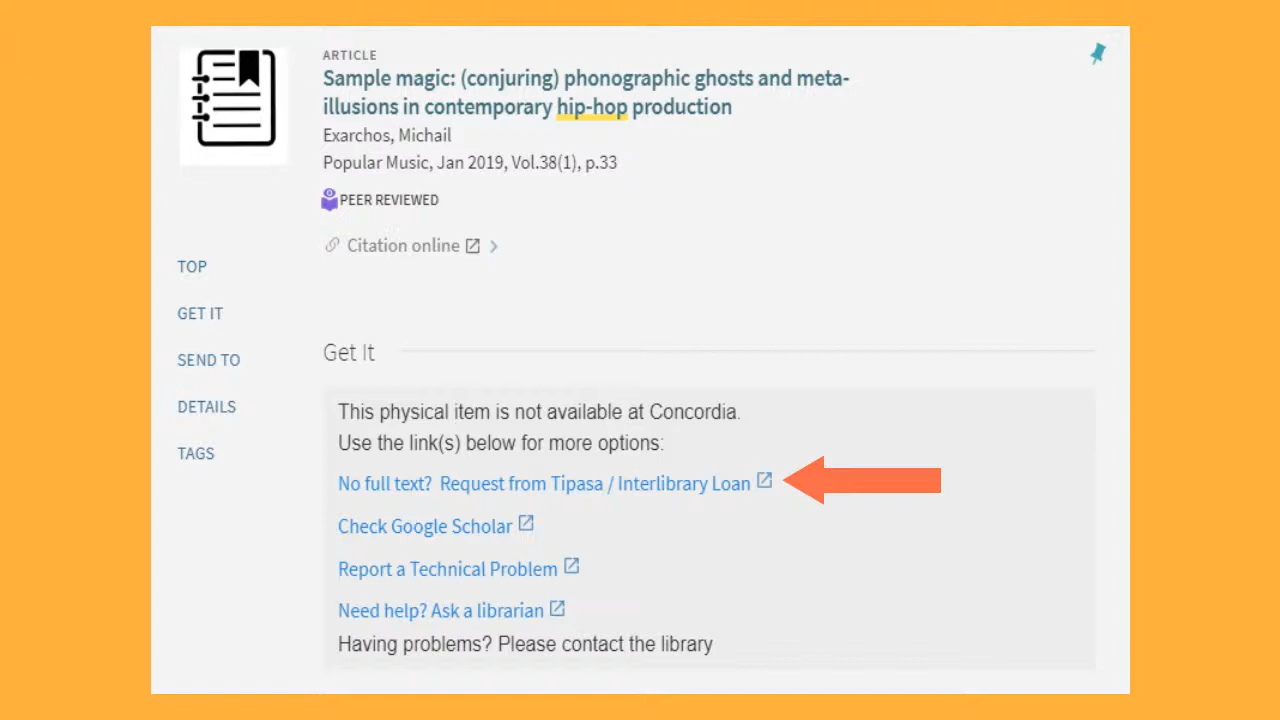 ARTICLE
Sample magic: (conjuring) phonographic ghosts and meta-
illusions in contemporary hip-hop production
Exarchos, Michail
Popular Music, Jan 2019, Vol.38(1), p.33
PEER REVIEWED
Citation online
TOP
GET IT
SEND TO
DETAILS
TAGS
Get It
This physical item is not available at Concordia.
Use the link(s) below for more options:
No full text? Request from Tipasa / Interlibrary Loan
Check Google Scholar
Report a Technical Problem
Need help? Ask a librarian
Having problems? Please contact the library